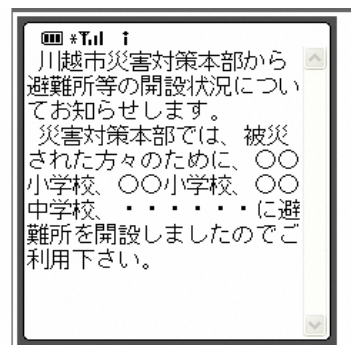 川越市災害対策本部から
避難所等の開設状況につい
てお知らせします。
災害対策本部では、被災
された方々のために、○○
小学校、○○小学校、○○
中学校、・・・・・・に避
難所を開設しましたのでご
利用下さい。